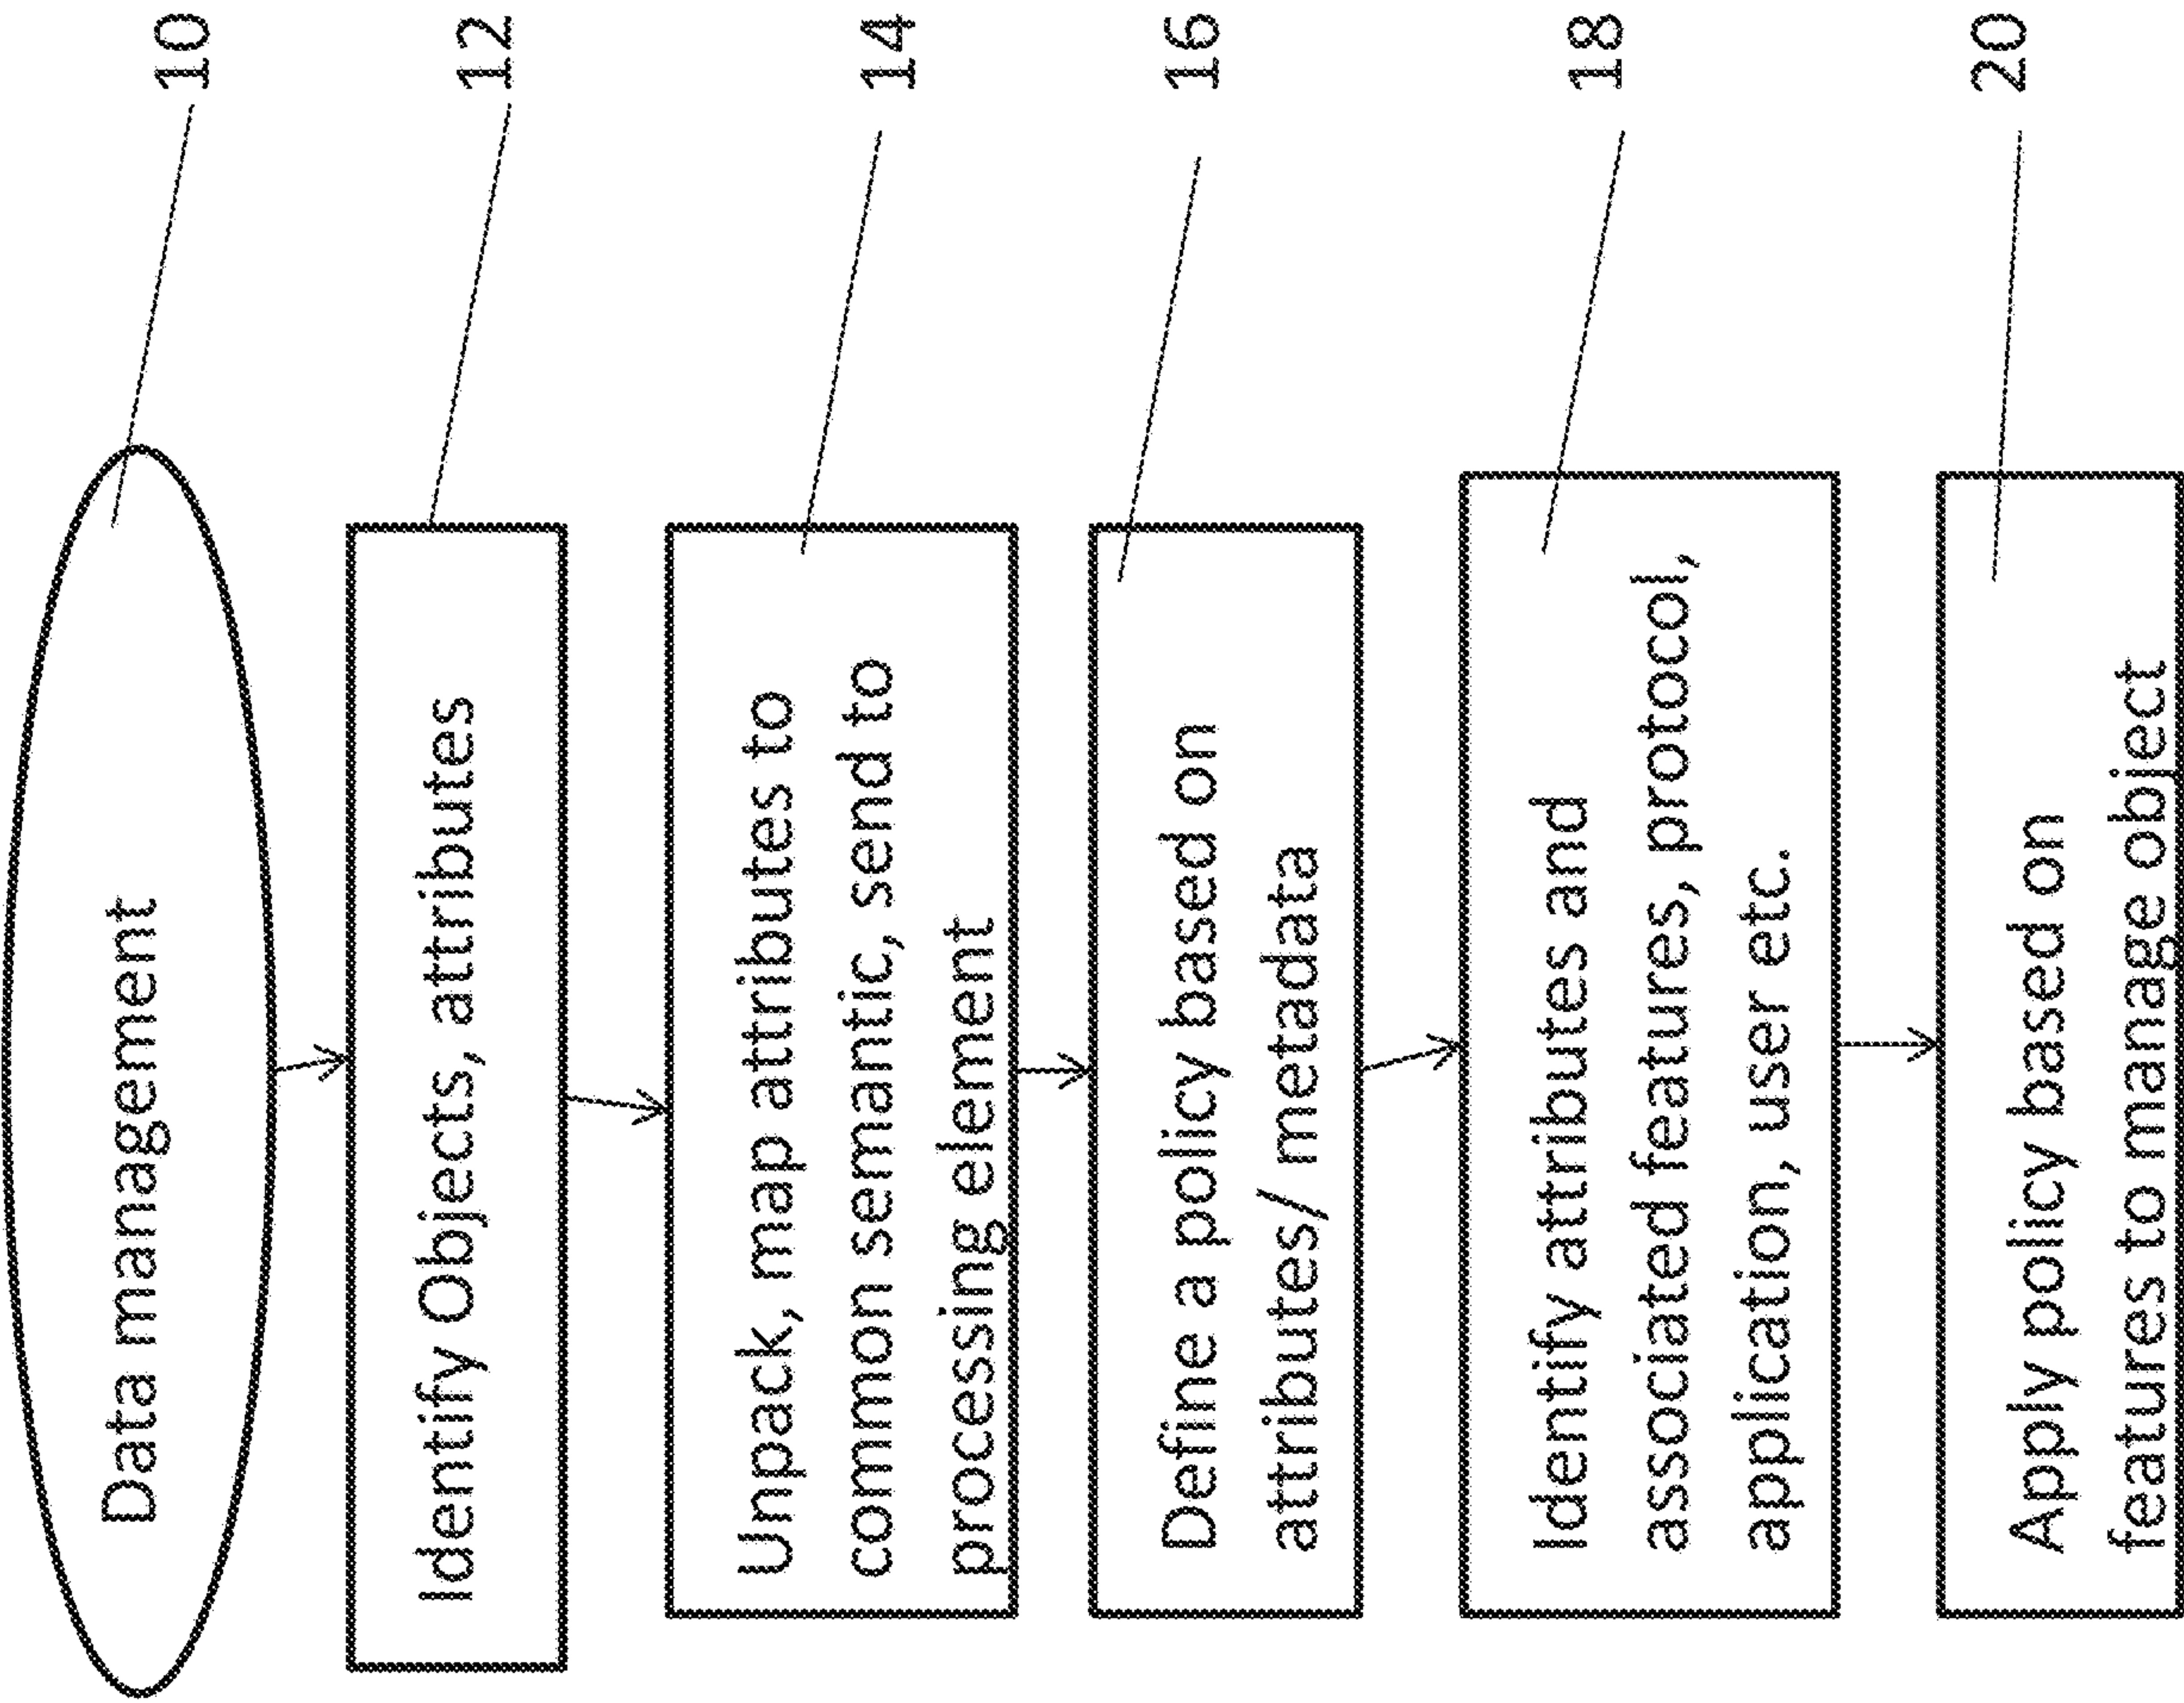 Data management
10
Identify Objects, attributes
12
Unpack, map attributes to
common semantic, send to
processing element
14
Define a policy based on
attributes/ metadata
16
Identify attributes and
associated features, protocol,
application, user etc.
18
Apply policy based on
features to manage object
20